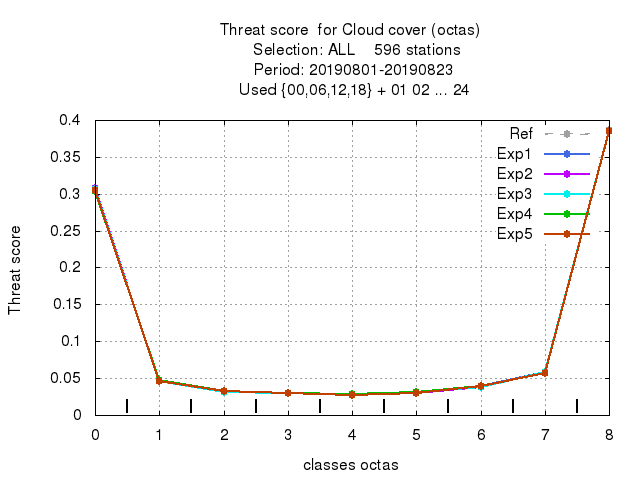 Threat score  for Cloud cover (octas)
Selection: ALL    596 stations
Period: 20190801-20190823
Used {00,06,12,18} + 01 02 ... 24
Threat score
0.4
0.35
0.3
0.25
0.2
0.15
0.1
0.05
0
Ref
Exp1
Exp2
Exp3
Exp4
Exp5
0 1 2 3 4 5 6 7 8
classes octas